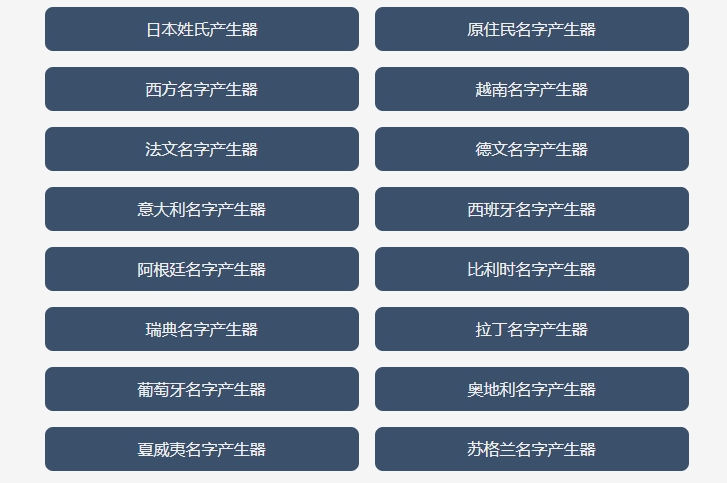 日本姓氏产生器
原住民名字产生器
西方名字产生器
越南名字产生器
法文名字产生器
德文名字产生器
意大利名字产生器
西班牙名字产生器
阿根廷名字产生器
比利时名字产生器
瑞典名字产生器
拉丁名字产生器
葡萄牙名字产生器
奥地利名字产生器
夏威夷名字产生器
苏格兰名字产生器